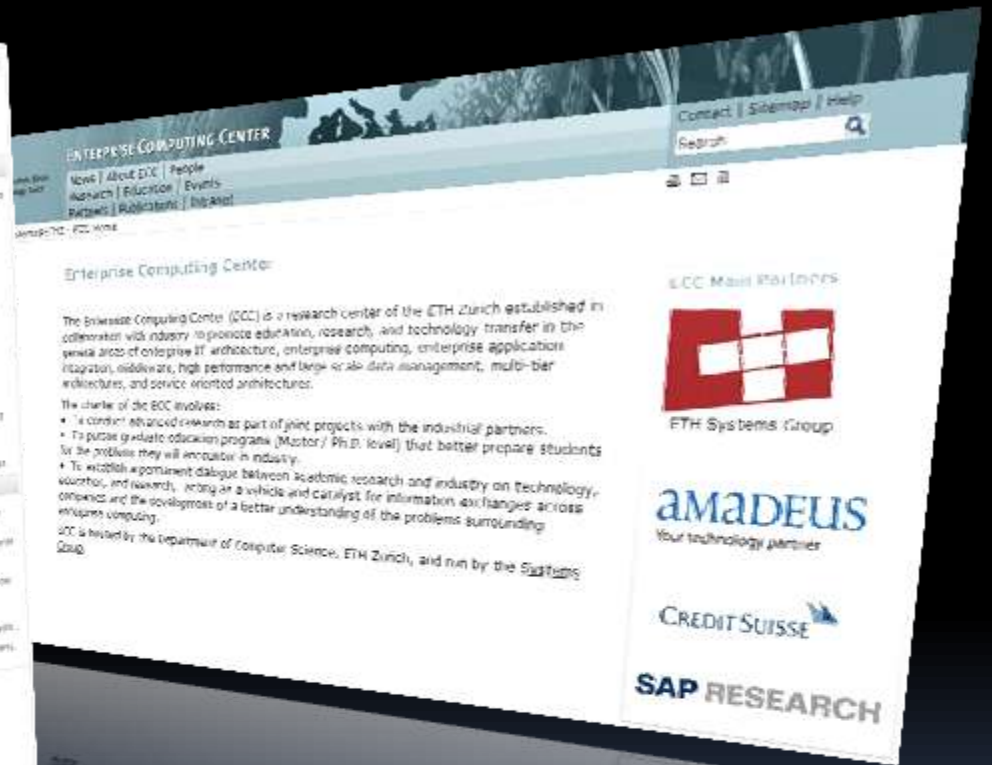 ENTERPRISE COMPUTING CENTER
News | About ECC | People
Research | Education | Events
Partners | Publications | Intranet
Contact | Sitemap | Help
Search
ECC Home
Enterprise Computing Center
The Enterprise Computing Center (ECC) is a research center of the ETH Zurich established in
collaboration with industry to promote education, research, and technology transfer in the
general areas of enterprise IT architecture, enterprise computing, enterprise application
integration, middleware, high performance and large scale data management, multi-tier
architectures, and service oriented architectures.
The charter of the ECC involves:
• To conduct advanced research as part of joint projects with the industrial partners.
• To pursue graduate education programs (Master / Ph.D. level) that better prepare students
for the problems they will encounter in industry.
• To establish a permanent dialogue between academic research and industry on technology,
education, and research, acting as a vehicle and catalyst for information exchanges across
companies and the development of a better understanding of the problems surrounding
enterprise computing.
ECC is hosted by the Department of Computer Science, ETH Zurich, and run by the Systems
Group.
ECC Main Partners
ETH Systems Group
amaDEUS
Your technology partner
CREDIT SUISSE
SAP RESEARCH